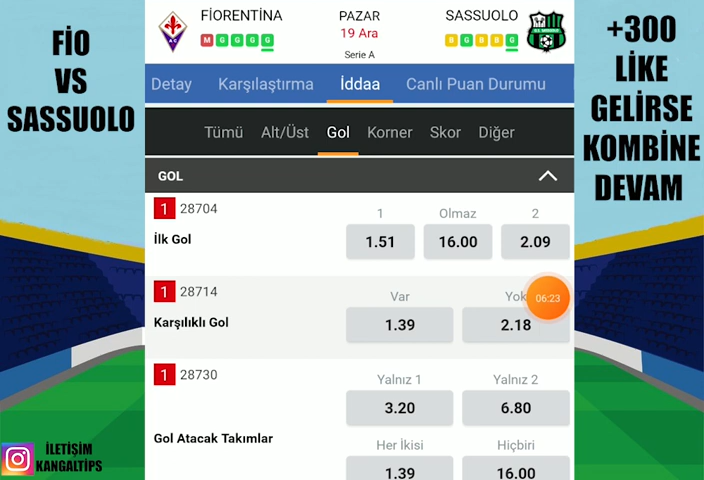 FİO
VS
SASSUOLO
FİORENTİNA
M G G G G
PAZAR
19 Ara
Serie A
SASSUOLO
B G B B G
+300
LİKE
GELİRSE
KOMBİNE
DEVAM
Detay Karşılaştırma İddaa Canlı Puan Durumu
Tümü Alt/Üst Gol Korner Skor Diğer
GOL
1 28704
İlk Gol
1 Olmaz 2
1.51 16.00 2.09
1 28714
Karşılıklı Gol
Var Yok
1.39 2.18
06:23
1 28730
Gol Atacak Takımlar
Yalnız 1 Yalnız 2
3.20 6.80
Her İkisi Hiçbiri
1.39 16.00
İLETİŞİM
KANGALTİPS